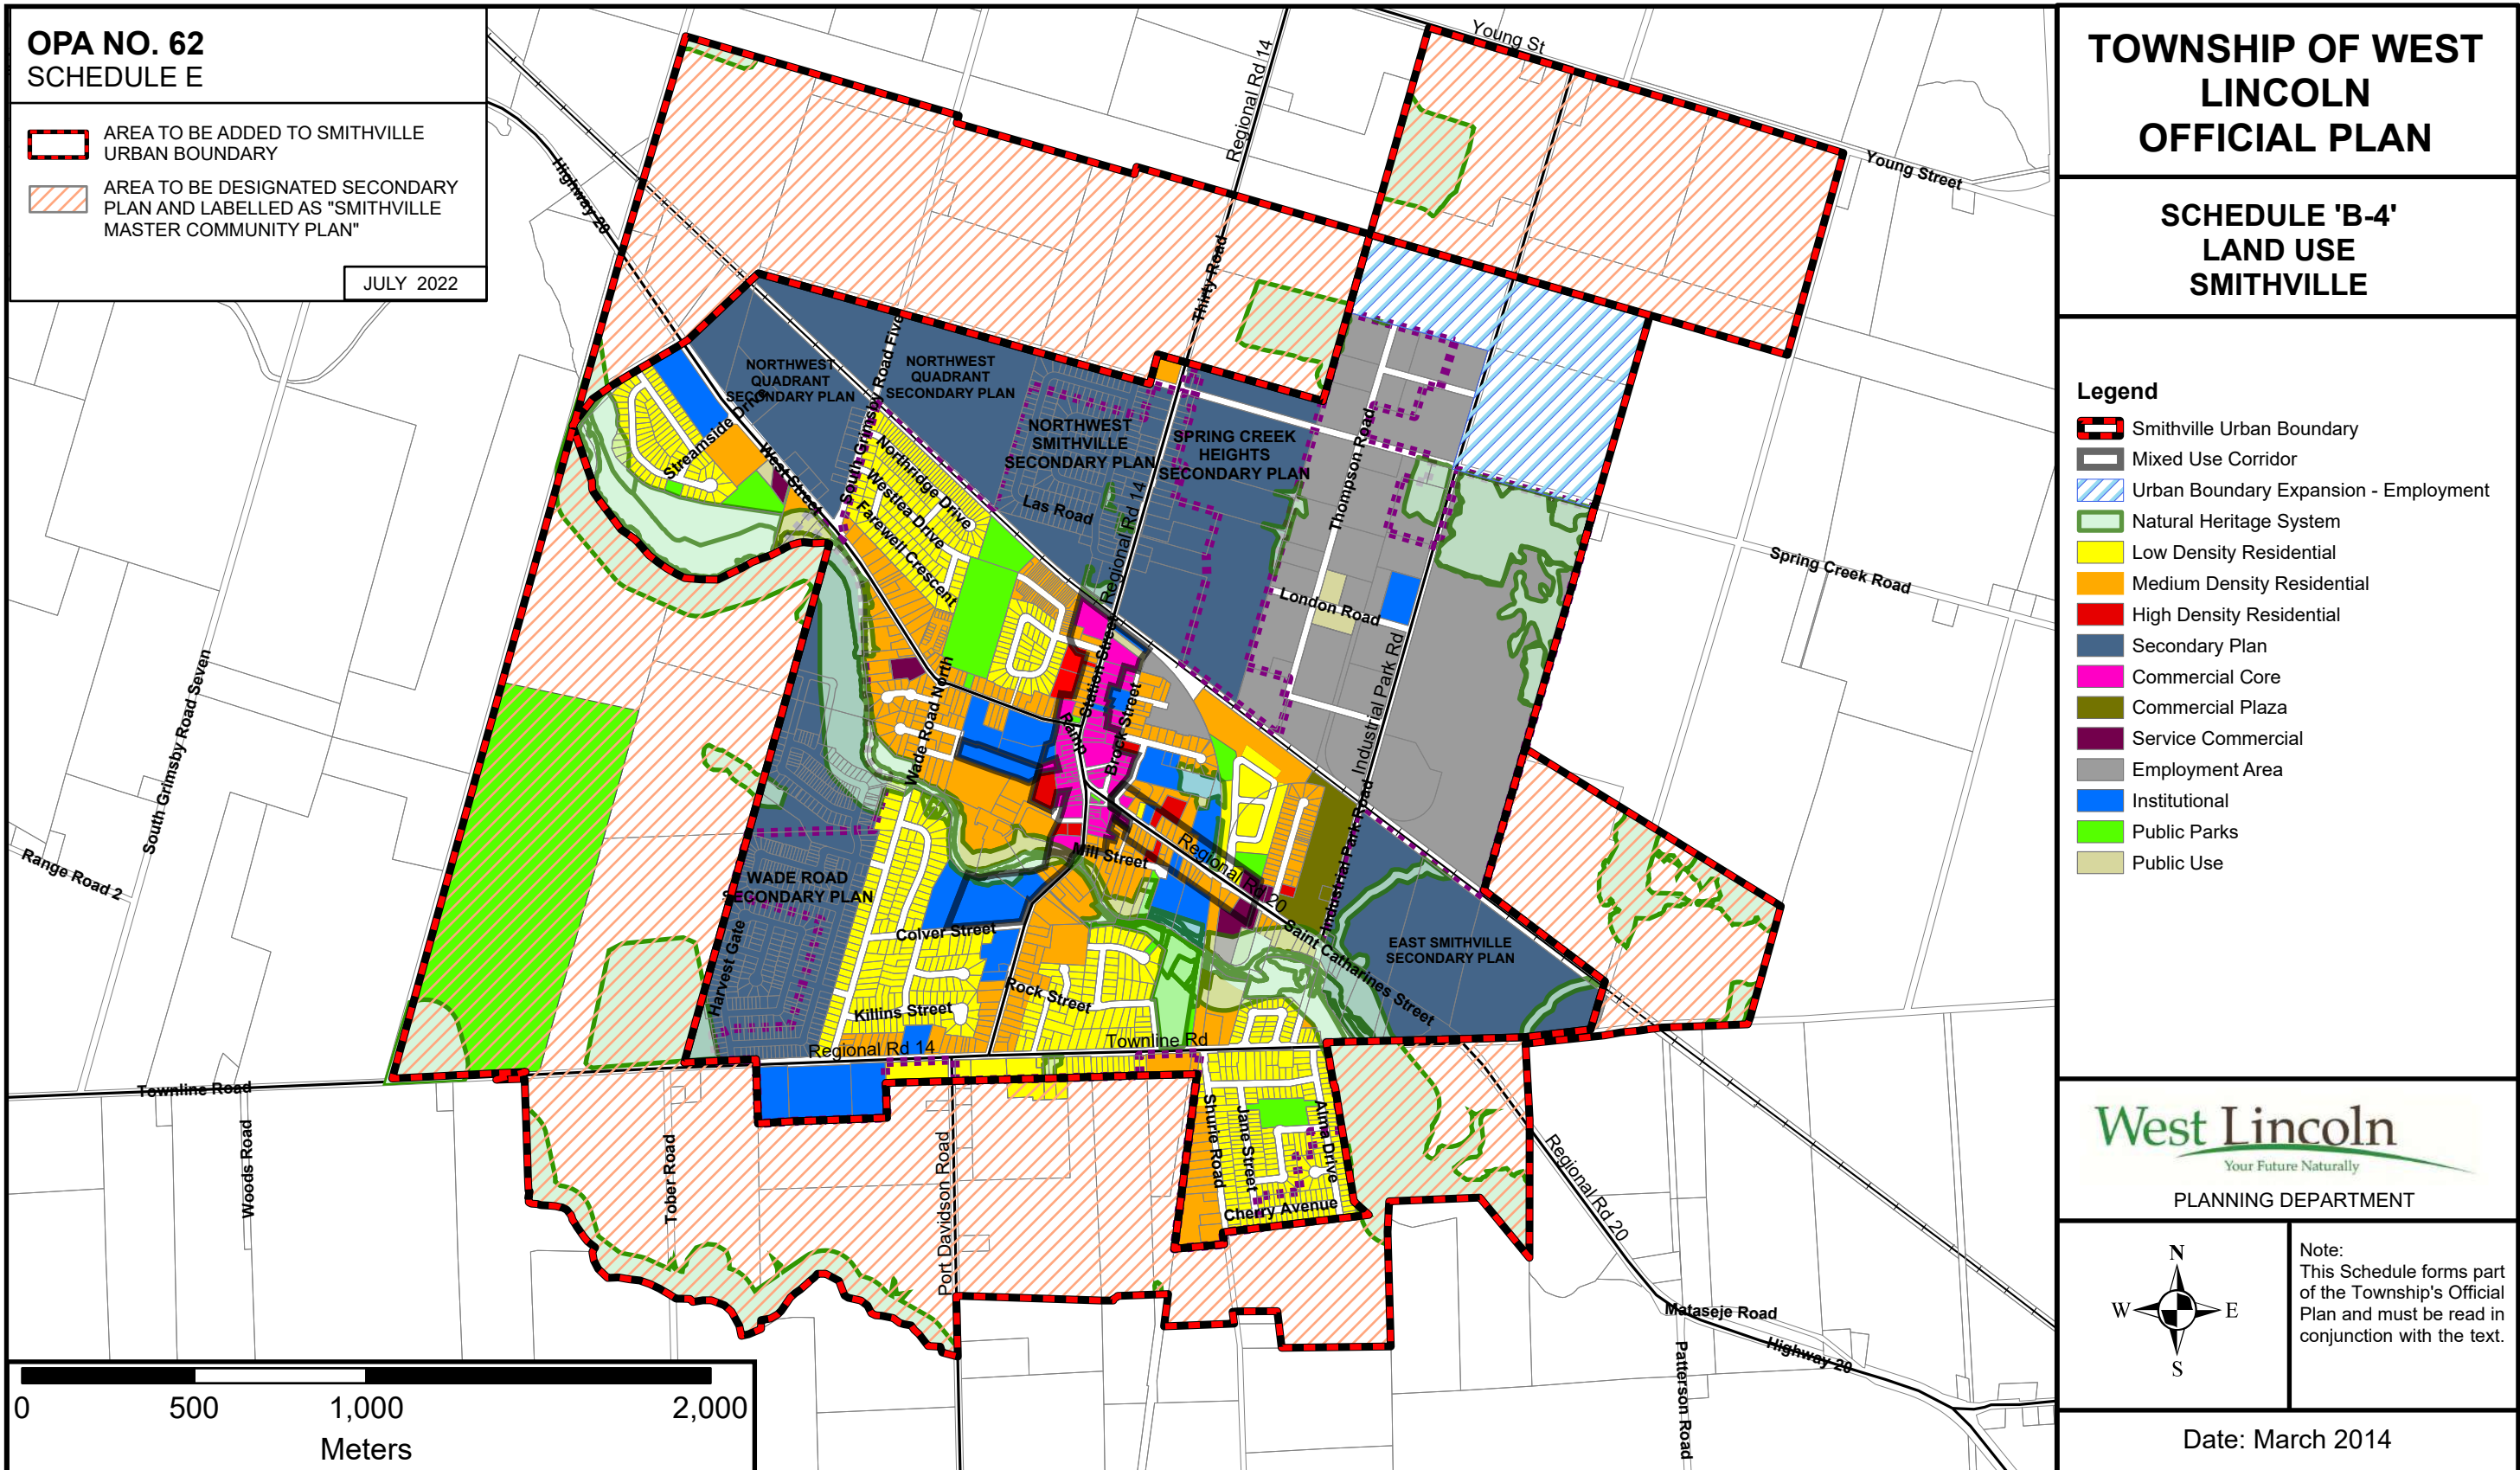 OPA NO. 62
SCHEDULE E
AREA TO BE ADDED TO SMITHVILLE
URBAN BOUNDARY
AREA TO BE DESIGNATED SECONDARY
PLAN AND LABELLED AS "SMITHVILLE
MASTER COMMUNITY PLAN"
JULY 2022
TOWNSHIP OF WEST
LINCOLN
OFFICIAL PLAN
SCHEDULE 'B-4'
LAND USE
SMITHVILLE
Legend
Smithville Urban Boundary
Mixed Use Corridor
Urban Boundary Expansion - Employment
Natural Heritage System
Low Density Residential
Medium Density Residential
High Density Residential
Secondary Plan
Commercial Core
Commercial Plaza
Service Commercial
Employment Area
Institutional
Public Parks
Public Use
West Lincoln
Your Future Naturally
PLANNING DEPARTMENT
N
W
E
S
Note:
This Schedule forms part
of the Township's Official
Plan and must be read in
conjunction with the text.
Date: March 2014
Young St
Regional Rd 14
Young Street
Highway 20
Thirty Road
South Grimsby Road Five
NORTHWEST
QUADRANT
SECONDARY PLAN
NORTHWEST
QUADRANT
SECONDARY PLAN
NORTHWEST
SMITHVILLE
SECONDARY PLAN
SPRING CREEK
HEIGHTS
SECONDARY PLAN
Streamside Drive
West Street
Northridge Drive
Westlea Drive
Farewell Crescent
Las Road
Regional Rd 14
Thompson Road
London Road
Spring Creek Road
Industrial Park Rd
Station Street
Wade Road North
Ramp
Brock Street
South Grimsby Road Seven
Range Road 2
Mill Street
Regional Rd 20
Industrial Park Road
WADE ROAD
SECONDARY PLAN
Colver Street
Harvest Gate
Killins Street
Rock Street
Saint Catharines Street
EAST SMITHVILLE
SECONDARY PLAN
Regional Rd 14
Townline Rd
Townline Road
Woods Road
Tober Road
Port Davidson Road
Shurie Road
Jane Street
Alma Drive
Cherry Avenue
Regional Rd 20
Mataseje Road
Highway 20
Patterson Road
0
500
1,000
2,000
Meters